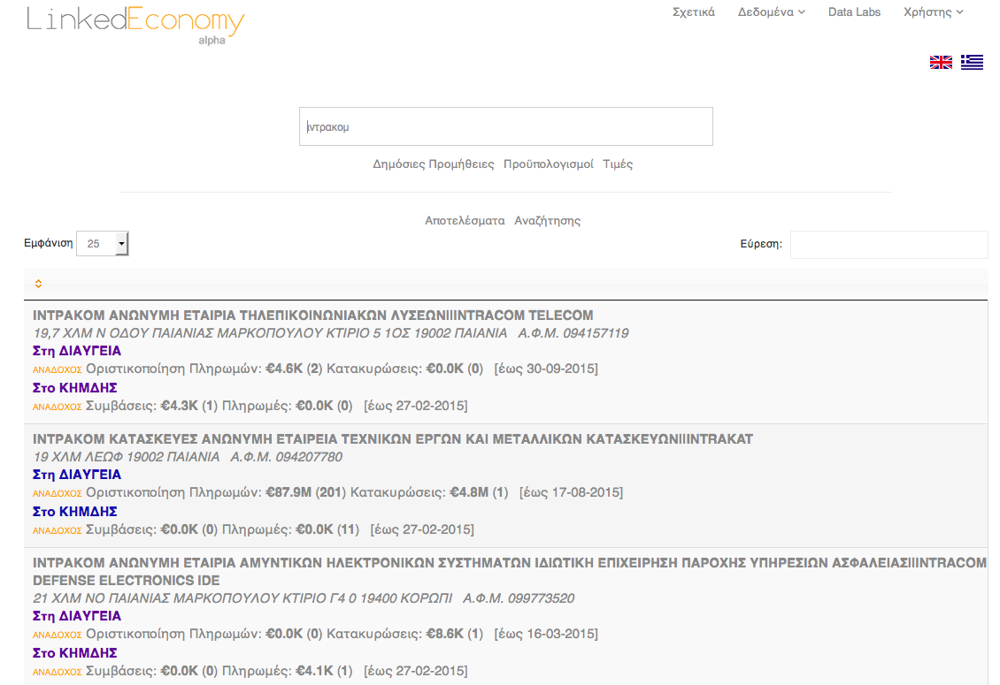 LinkedEconomy
alpha
Σχετικά Δεδομένα Data Labs Χρήστης
ιντρακομ
Δημόσιες Προμήθειες Προϋπολογισμοί Τιμές
Αποτελέσματα Αναζήτησης
Εμφάνιση 25 Εύρεση:
ΙΝΤΡΑΚΟΜ ΑΝΩΝΥΜΗ ΕΤΑΙΡΙΑ ΤΗΛΕΠΙΚΟΙΝΩΝΙΑΚΩΝ ΛΥΣΕΩΝ|||INTRACOM TELECOM
19,7 ΧΛΜ Ν ΟΔΟΥ ΠΑΙΑΝΙΑΣ ΜΑΡΚΟΠΟΥΛΟΥ ΚΤΙΡΙΟ 5 1ΟΣ 19002 ΠΑΙΑΝΙΑ Α.Φ.Μ. 094157119
Στη ΔΙΑΥΓΕΙΑ
ΑΝΑΔΟΧΟΣ Οριστικοποίηση Πληρωμών: €4.6K (2) Κατακυρώσεις: €0.0K (0) [έως 30-09-2015]
Στο ΚΗΜΔΗΣ
ΑΝΑΔΟΧΟΣ Συμβάσεις: €4.3K (1) Πληρωμές: €0.0K (0) [έως 27-02-2015]
ΙΝΤΡΑΚΟΜ ΚΑΤΑΣΚΕΥΕΣ ΑΝΩΝΥΜΗ ΕΤΑΙΡΕΙΑ ΤΕΧΝΙΚΩΝ ΕΡΓΩΝ ΚΑΙ ΜΕΤΑΛΛΙΚΩΝ ΚΑΤΑΣΚΕΥΩΝ|||INTRAKAT
19 ΧΛΜ ΛΕΩΦ 19002 ΠΑΙΑΝΙΑ Α.Φ.Μ. 094207780
Στη ΔΙΑΥΓΕΙΑ
ΑΝΑΔΟΧΟΣ Οριστικοποίηση Πληρωμών: €87.9M (201) Κατακυρώσεις: €4.8M (1) [έως 17-08-2015]
Στο ΚΗΜΔΗΣ
ΑΝΑΔΟΧΟΣ Συμβάσεις: €0.0K (0) Πληρωμές: €0.0K (11) [έως 27-02-2015]
ΙΝΤΡΑΚΟΜ ΑΝΩΝΥΜΗ ΕΤΑΙΡΙΑ ΑΜΥΝΤΙΚΩΝ ΗΛΕΚΤΡΟΝΙΚΩΝ ΣΥΣΤΗΜΑΤΩΝ ΙΔΙΩΤΙΚΗ ΕΠΙΧΕΙΡΗΣΗ ΠΑΡΟΧΗΣ ΥΠΗΡΕΣΙΩΝ ΑΣΦΑΛΕΙΑΣ|||INTRACOM
DEFENSE ELECTRONICS IDE
21 ΧΛΜ ΝΟ ΠΑΙΑΝΙΑΣ ΜΑΡΚΟΠΟΥΛΟΥ ΚΤΙΡΙΟ Γ4 0 19400 ΚΟΡΩΠΙ Α.Φ.Μ. 099773520
Στη ΔΙΑΥΓΕΙΑ
ΑΝΑΔΟΧΟΣ Οριστικοποίηση Πληρωμών: €0.0K (0) Κατακυρώσεις: €8.6K (1) [έως 16-03-2015]
Στο ΚΗΜΔΗΣ
ΑΝΑΔΟΧΟΣ Συμβάσεις: €0.0K (0) Πληρωμές: €4.1K (1) [έως 27-02-2015]